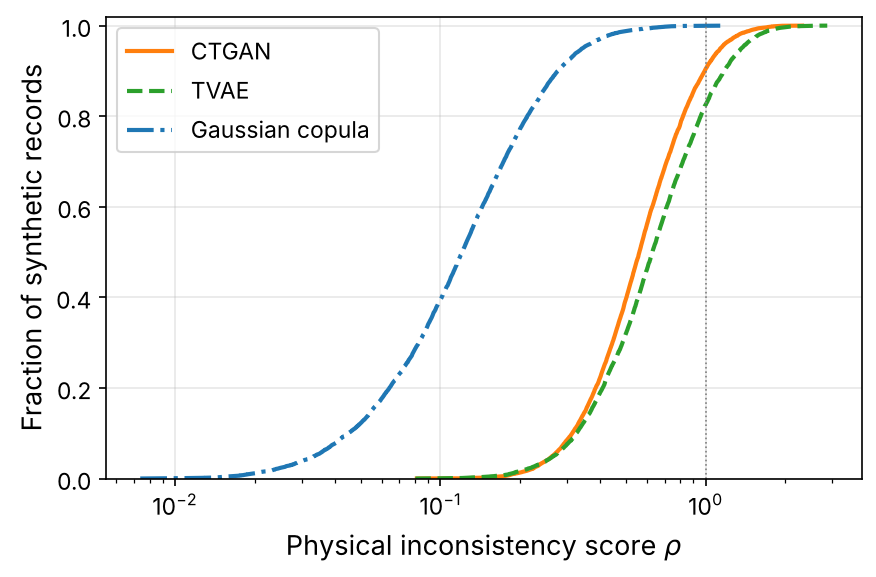 CTGAN
TVAE
Gaussian copula
Fraction of synthetic records
1.0
0.8
0.6
0.4
0.2
0.0
10⁻²
10⁻¹
10⁰
Physical inconsistency score ρ